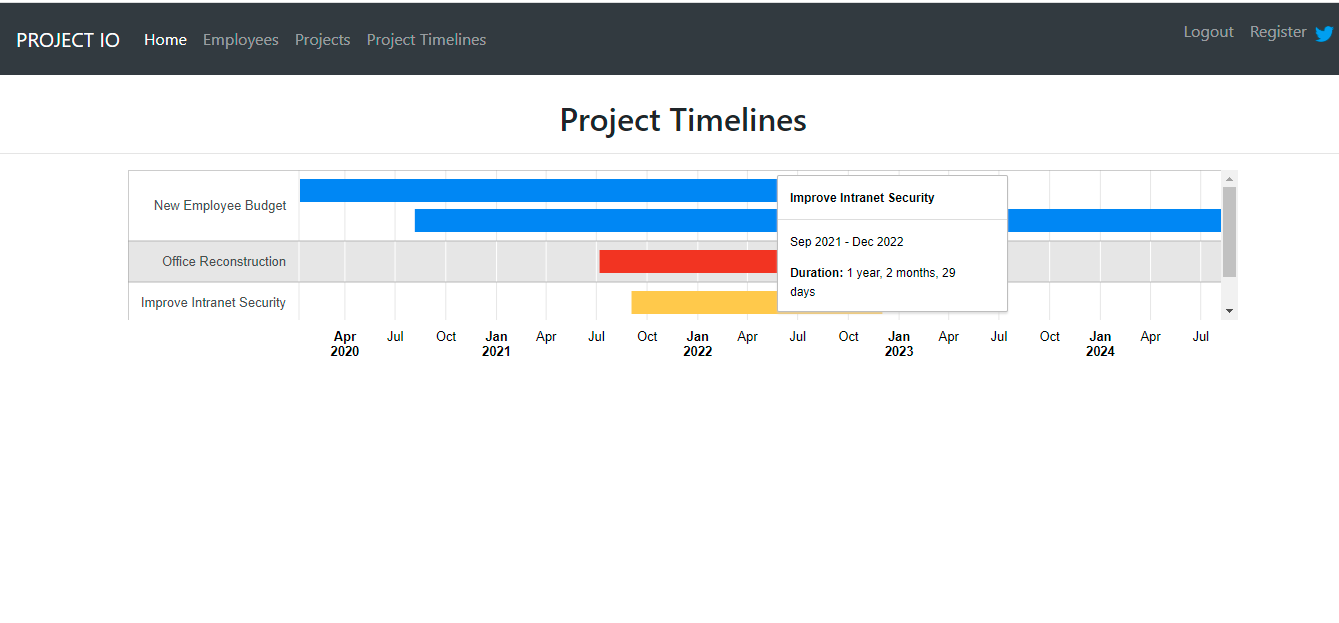 PROJECT IO Home Employees Projects Project Timelines Logout Register
Project Timelines
New Employee Budget
Office Reconstruction
Improve Intranet Security
Improve Intranet Security
Sep 2021 - Dec 2022
Duration: 1 year, 2 months, 29
days
Apr Jul Oct Jan Apr Jul Oct Jan Apr Jul Oct Jan Apr Jul Oct Jan Apr Jul
2020 2021 2022 2023 2024